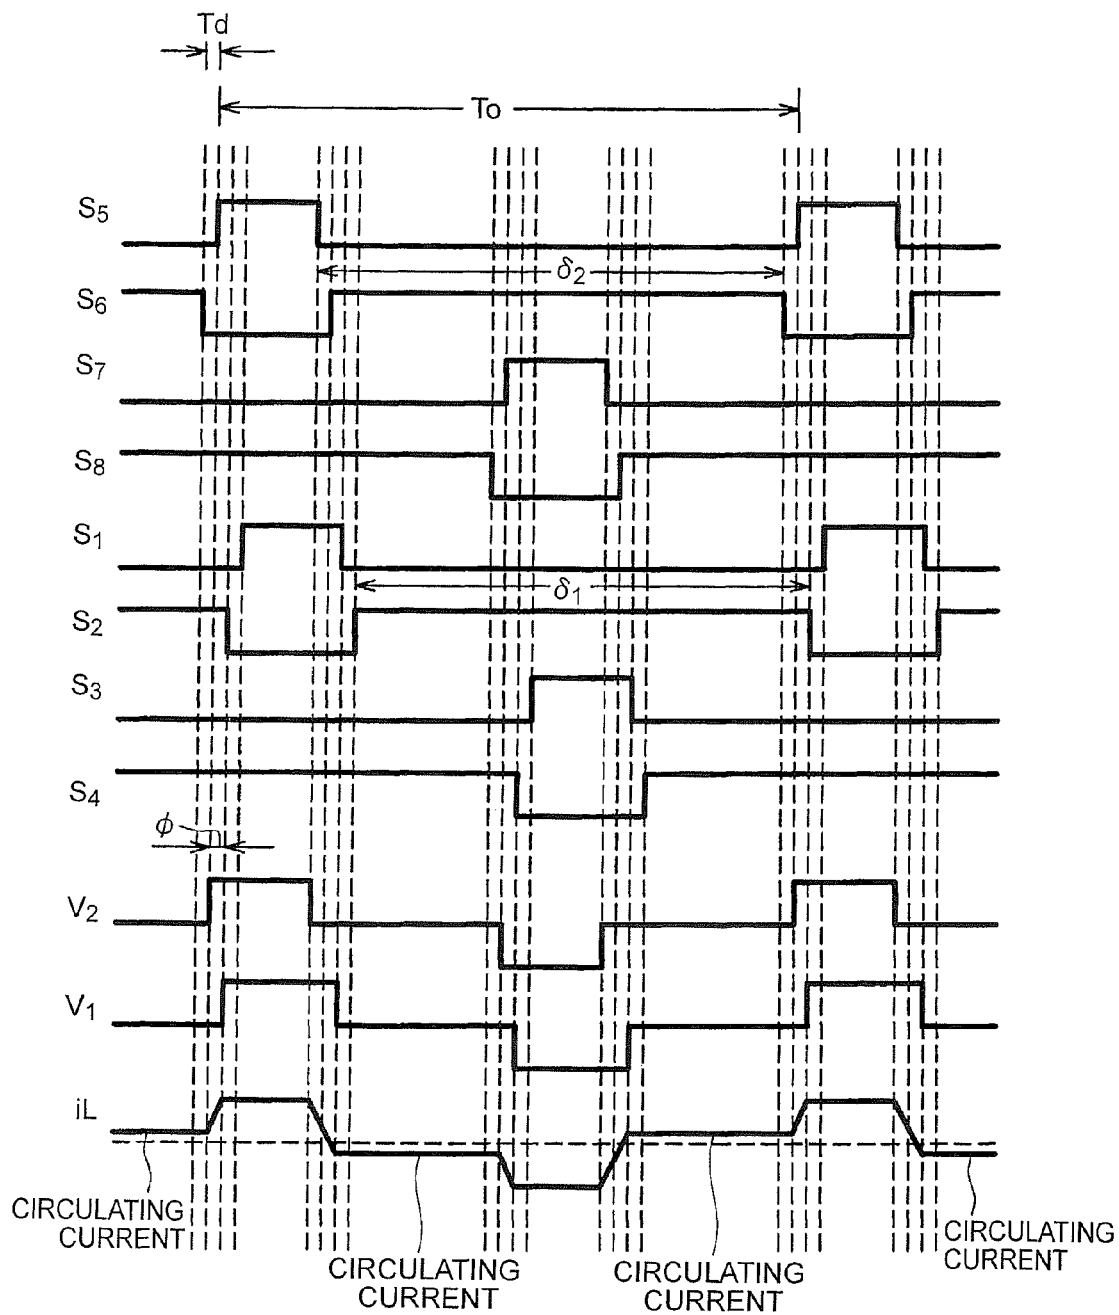 Td
To
S5
δ2
S6
S7
S8
S1
δ1
S2
S3
S4
ϕ
V2
V1
iL
CIRCULATING
CURRENT
CIRCULATING
CURRENT
CIRCULATING
CURRENT
CIRCULATING
CURRENT